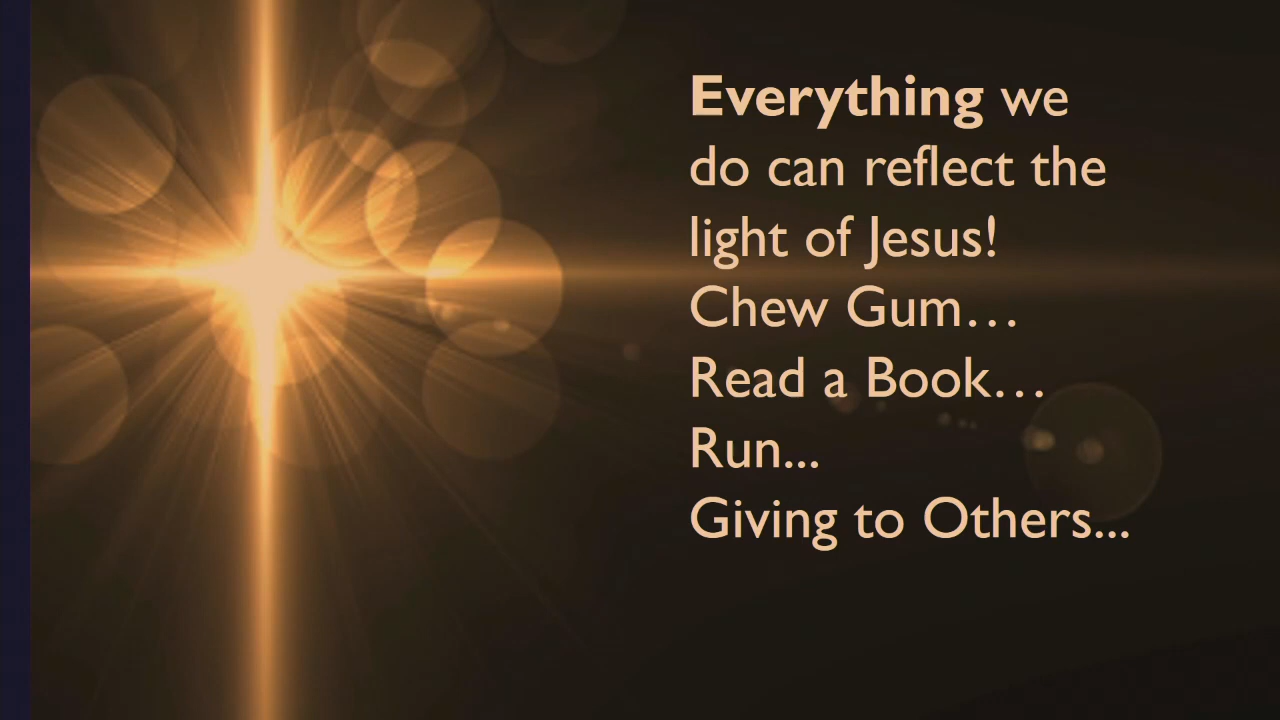 Everything we
do can reflect the
light of Jesus!
Chew Gum…
Read a Book…
Run...
Giving to Others...